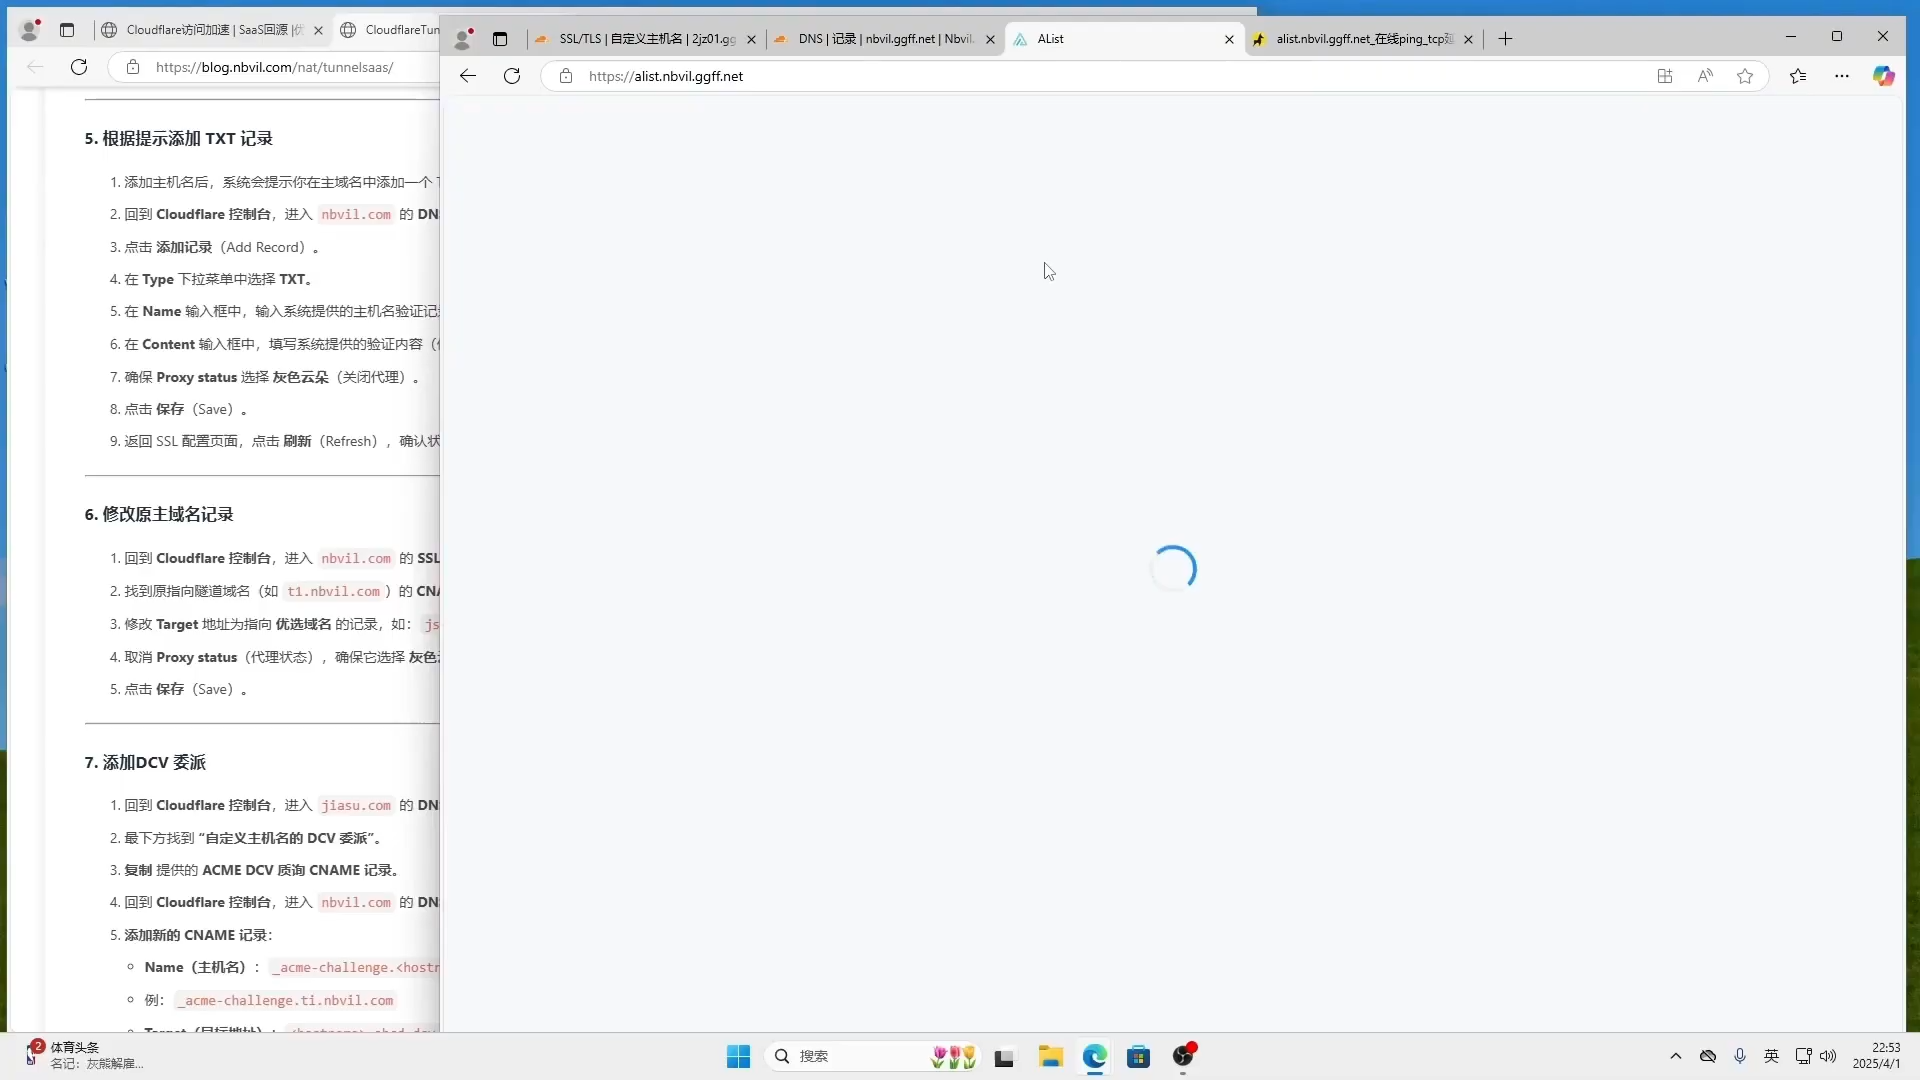 Cloudflare访问加速 | SaaS回源 |优
CloudflareTun
https://blog.nbvil.com/nat/tunnelsaas/
SSL/TLS | 自定义主机名 | 2jz01.gg
DNS | 记录 | nbvil.ggff.net | Nbvil.
AList
alist.nbvil.ggff.net_在线ping_tcp延
https://alist.nbvil.ggff.net
5. 根据提示添加 TXT 记录
1. 添加主机名后，系统会提示你在主域名中添加一个
2. 回到 Cloudflare 控制台，进入 nbvil.com 的 DN
3. 点击 添加记录（Add Record）。
4. 在 Type 下拉菜单中选择 TXT。
5. 在 Name 输入框中，输入系统提供的主机名验证记
6. 在 Content 输入框中，填写系统提供的验证内容（
7. 确保 Proxy status 选择 灰色云朵（关闭代理）。
8. 点击 保存（Save）。
9. 返回 SSL 配置页面，点击 刷新（Refresh），确认状
6. 修改原主域名记录
1. 回到 Cloudflare 控制台，进入 nbvil.com 的 SSL
2. 找到原指向隧道域名（如 t1.nbvil.com ）的 CNA
3. 修改 Target 地址为指向 优选域名 的记录，如： js
4. 取消 Proxy status（代理状态），确保它选择 灰色
5. 点击 保存（Save）。
7. 添加DCV 委派
1. 回到 Cloudflare 控制台，进入 jiasu.com 的 DN
2. 最下方找到 “自定义主机名的 DCV 委派”。
3. 复制 提供的 ACME DCV 质询 CNAME 记录。
4. 回到 Cloudflare 控制台，进入 nbvil.com 的 DN
5. 添加新的 CNAME 记录：
Name（主机名）： _acme-challenge.<hostn
例： _acme-challenge.ti.nbvil.com
Target（目标地址）：
2
体育头条
名记：灰熊解雇...
搜索
英
22:53
2025/4/1